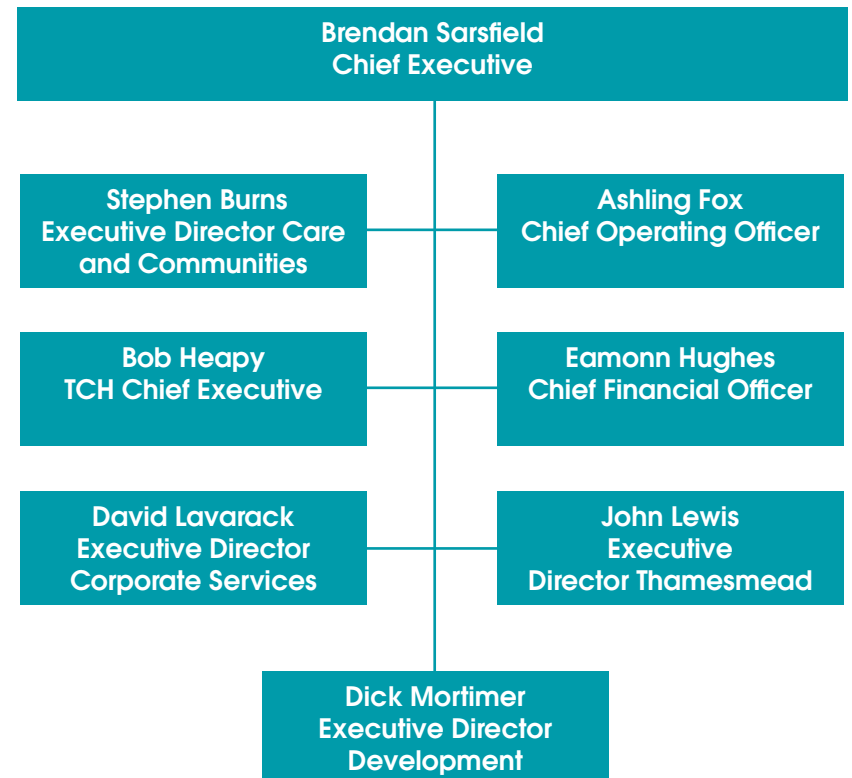 Brendan Sarsfield
Chief Executive
Stephen Burns
Executive Director Care
and Communities
Ashling Fox
Chief Operating Officer
Bob Heapy
TCH Chief Executive
Eamonn Hughes
Chief Financial Officer
David Lavarack
Executive Director
Corporate Services
John Lewis
Executive
Director Thamesmead
Dick Mortimer
Executive Director
Development